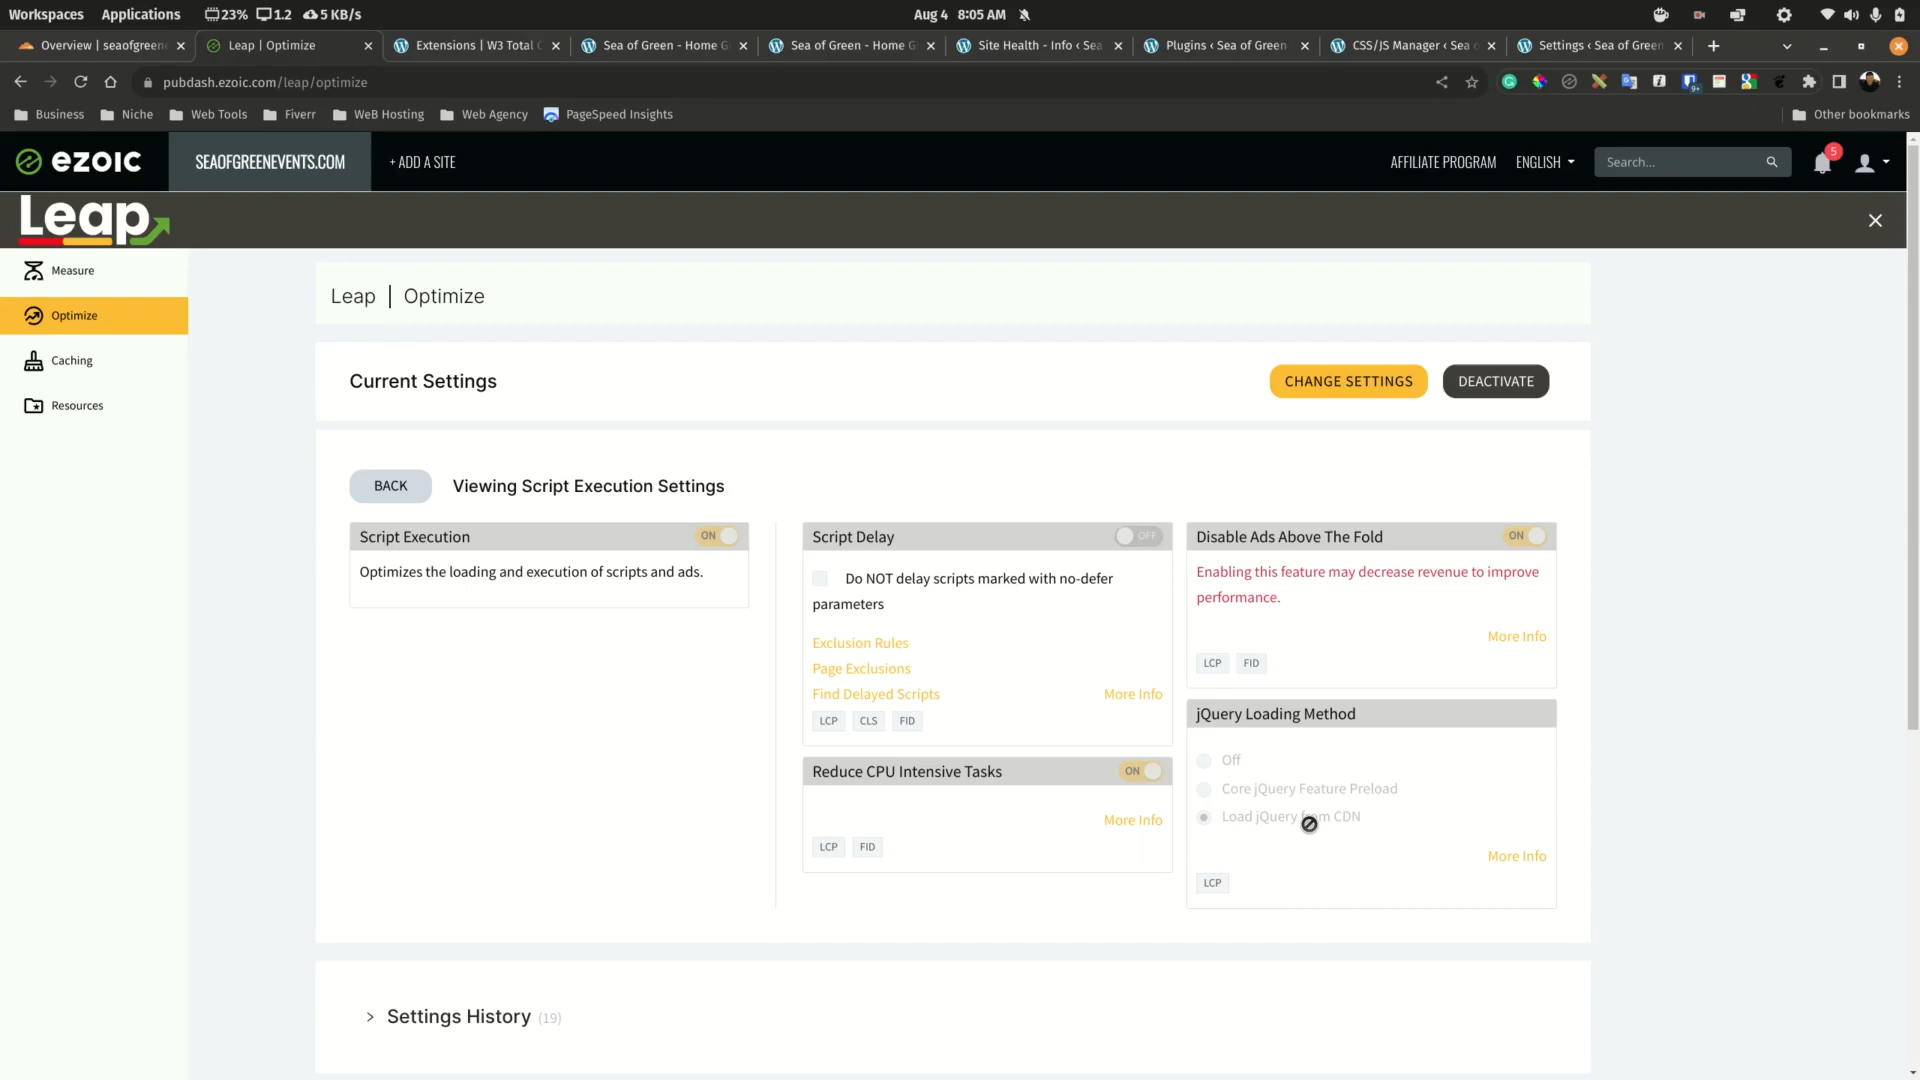 Workspaces Applications 23% 1.2 5 KB/s Aug 4 8:05 AM
Overview | seaofgreen Leap | Optimize Extensions | W3 Total C Sea of Green - Home G Sea of Green - Home G Site Health - Info ‹ Sea Plugins ‹ Sea of Green CSS/JS Manager ‹ Sea o Settings ‹ Sea of Green
pubdash.ezoic.com/leap/optimize
Business Niche Web Tools Fiverr WeB Hosting Web Agency PageSpeed Insights Other bookmarks
ezoic SEAOFGREENEVENTS.COM + ADD A SITE AFFILIATE PROGRAM ENGLISH Search... 5
Leap
Measure
Optimize
Caching
Resources
Leap | Optimize
Current Settings CHANGE SETTINGS DEACTIVATE
BACK Viewing Script Execution Settings
Script Execution ON
Optimizes the loading and execution of scripts and ads.
Script Delay OFF
Do NOT delay scripts marked with no-defer
parameters
Exclusion Rules
Page Exclusions
Find Delayed Scripts More Info
LCP CLS FID
Reduce CPU Intensive Tasks ON
More Info
LCP FID
Disable Ads Above The Fold ON
Enabling this feature may decrease revenue to improve
performance.
More Info
LCP FID
jQuery Loading Method
Off
Core jQuery Feature Preload
Load jQuery from CDN
More Info
LCP
Settings History (19)